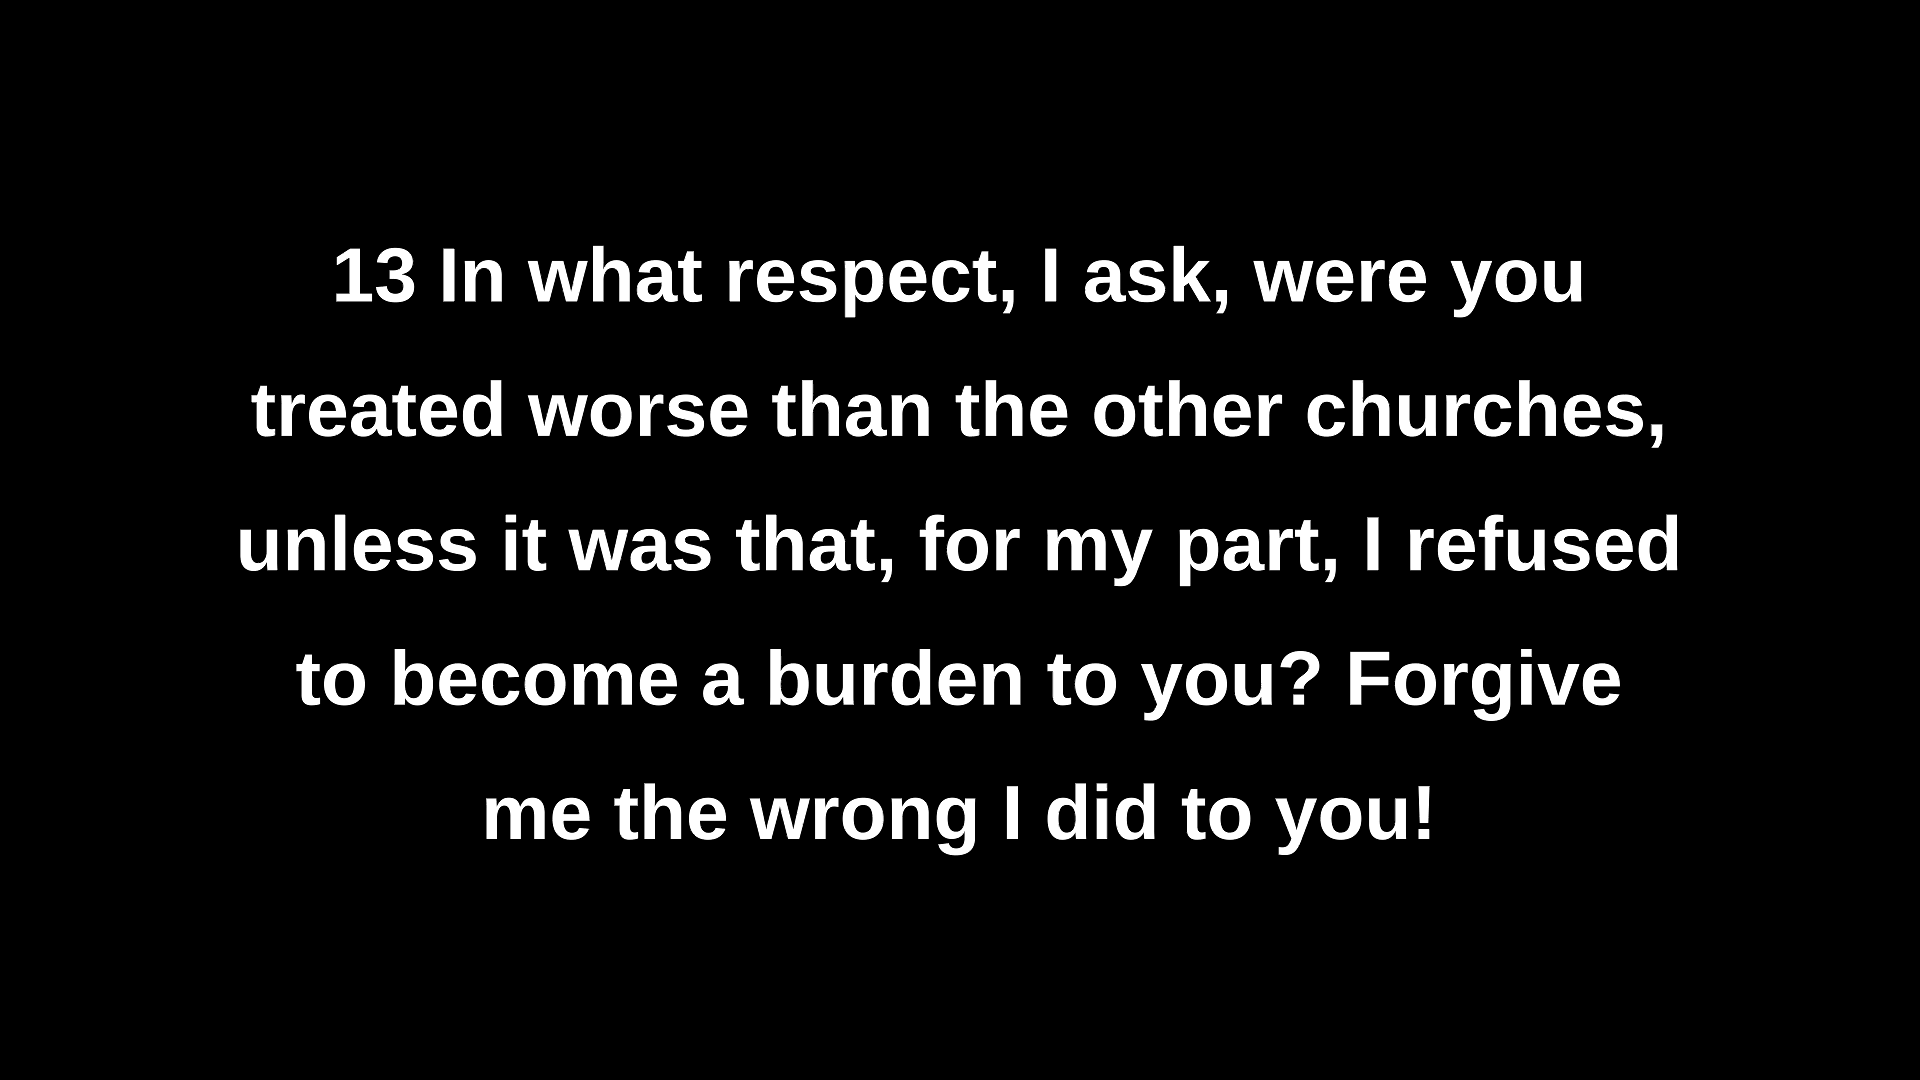 13 In what respect, I ask, were you
treated worse than the other churches,
unless it was that, for my part, I refused
to become a burden to you? Forgive
me the wrong I did to you!